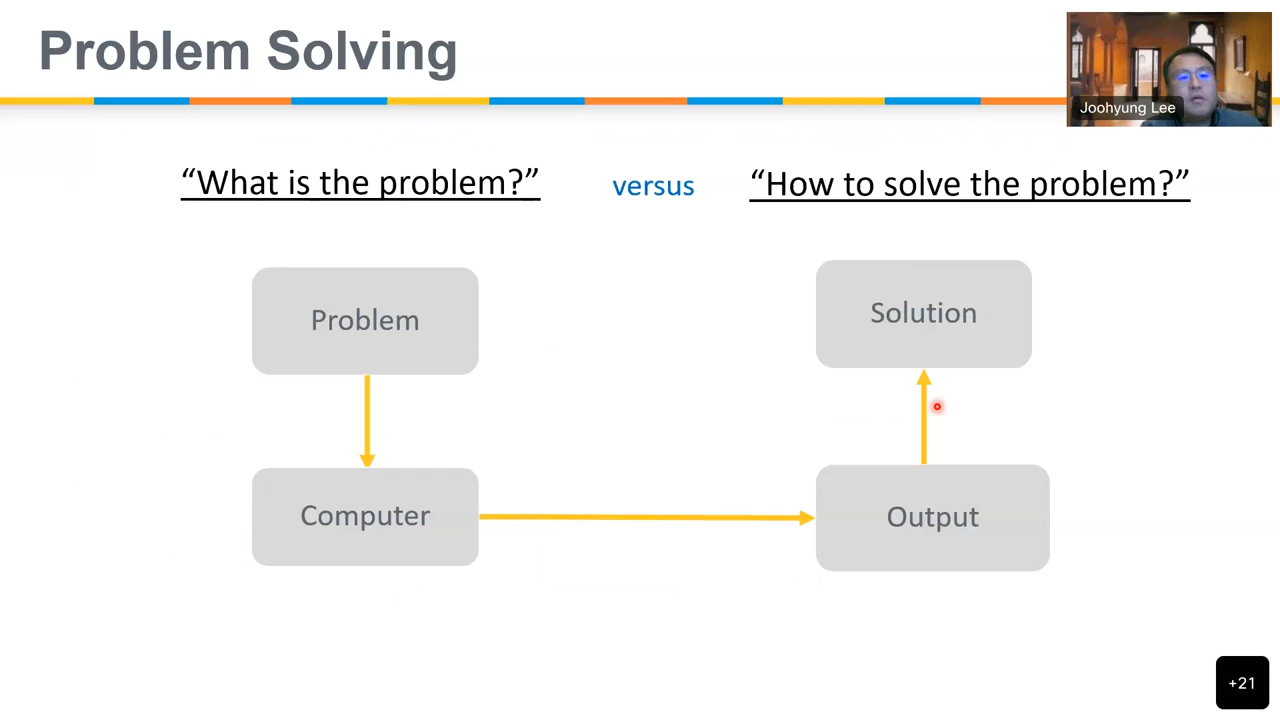 Problem Solving
Joohyung Lee
“What is the problem?” versus “How to solve the problem?”
Problem
Solution
Computer
Output
+21